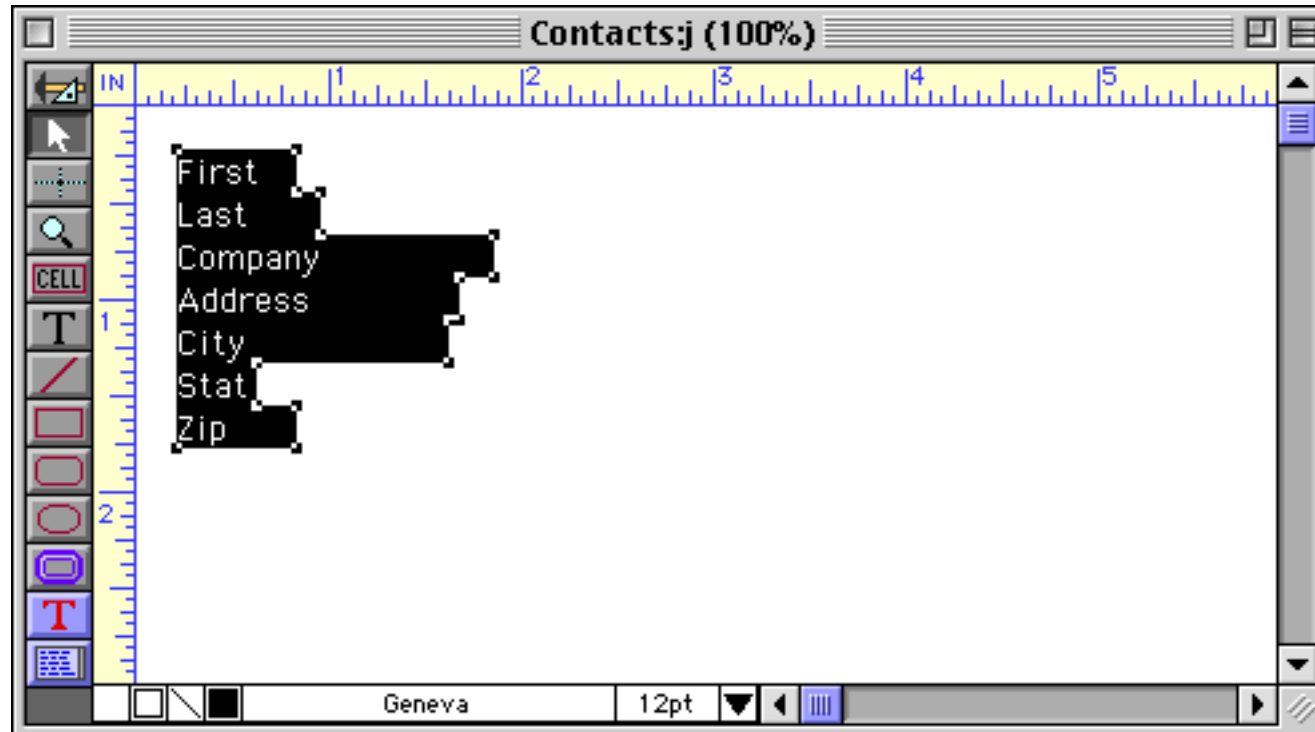 Contacts:j (100%)
IN 1 2 3 4 5
First
Last
Company
Address
CELL
1
City
Stat
Zip
2
T
T
Geneva 12pt